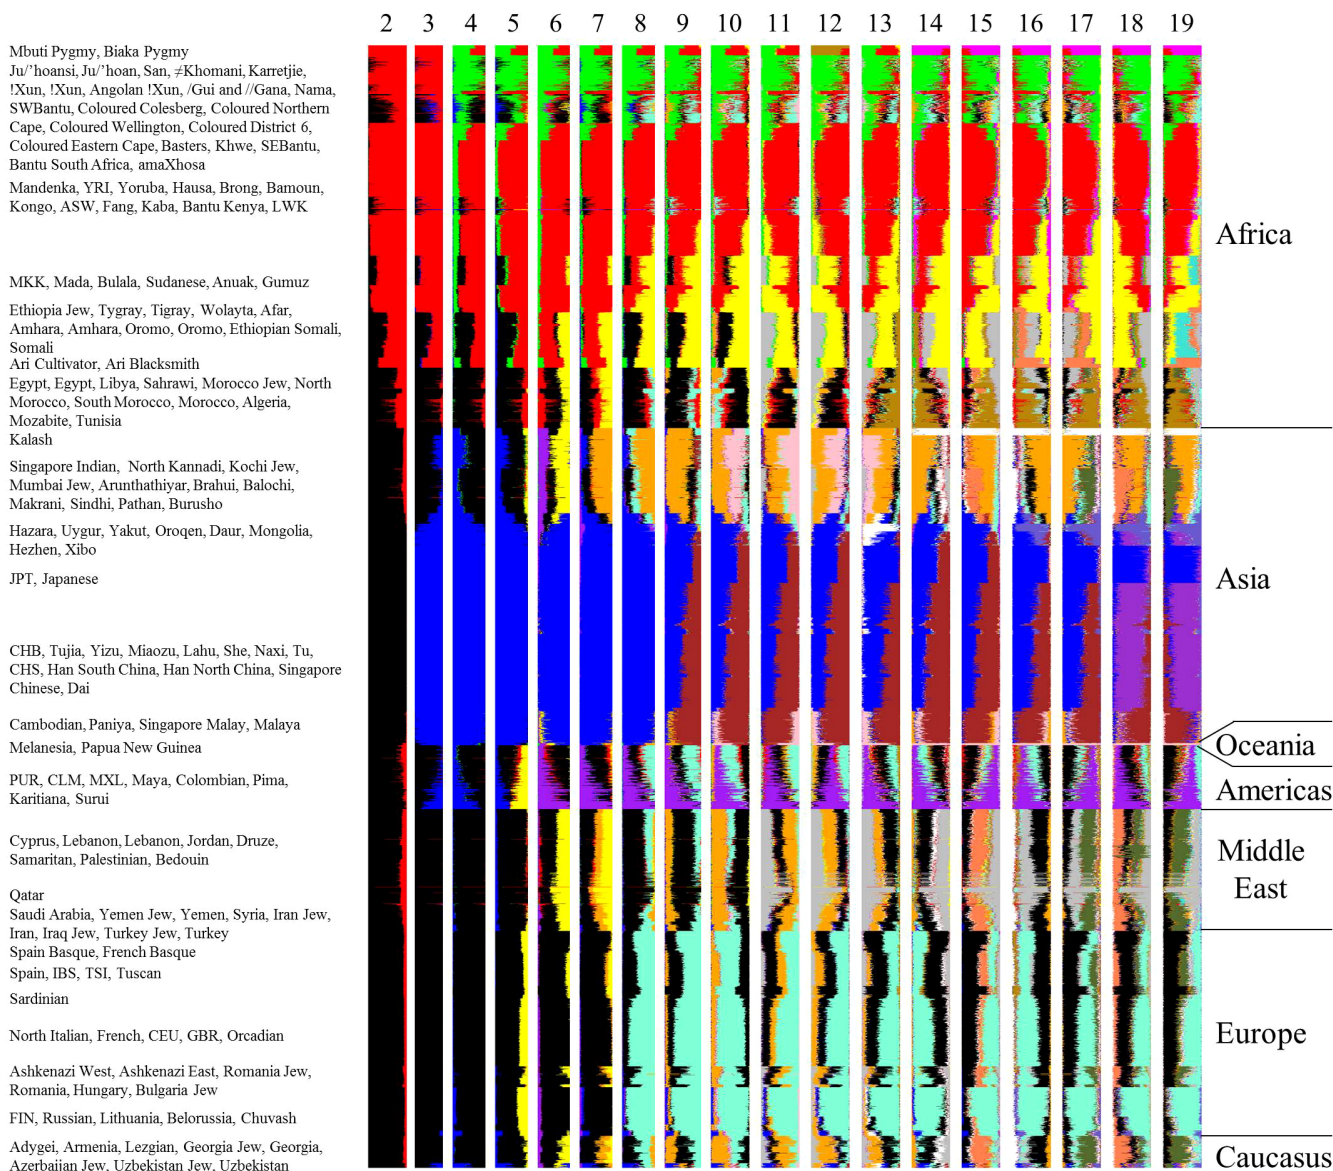 2 3 4 5 6 7 8 9 10 11 12 13 14 15 16 17 18 19
Mbuti Pygmy, Biaka Pygmy
Ju/’hoansi, Ju/’hoan, San, ≠Khomani, Karretjie,
!Xun, !Xun, Angolan !Xun, /Gui and //Gana, Nama,
SWBantu, Coloured Colesberg, Coloured Northern
Cape, Coloured Wellington, Coloured District 6,
Coloured Eastern Cape, Basters, Khwe, SEBantu,
Bantu South Africa, amaXhosa
Mandenka, YRI, Yoruba, Hausa, Brong, Bamoun,
Kongo, ASW, Fang, Kaba, Bantu Kenya, LWK
Africa
MKK, Mada, Bulala, Sudanese, Anuak, Gumuz
Ethiopia Jew, Tygray, Tigray, Wolayta, Afar,
Amhara, Amhara, Oromo, Oromo, Ethiopian Somali,
Somali
Ari Cultivator, Ari Blacksmith
Egypt, Egypt, Libya, Sahrawi, Morocco Jew, North
Morocco, South Morocco, Morocco, Algeria,
Mozabite, Tunisia
Kalash
Singapore Indian, North Kannadi, Kochi Jew,
Mumbai Jew, Arunthathiyar, Brahui, Balochi,
Makrani, Sindhi, Pathan, Burusho
Hazara, Uygur, Yakut, Oroqen, Daur, Mongolia,
Hezhen, Xibo
JPT, Japanese
Asia
CHB, Tujia, Yizu, Miaozu, Lahu, She, Naxi, Tu,
CHS, Han South China, Han North China, Singapore
Chinese, Dai
Cambodian, Paniya, Singapore Malay, Malaya
Melanesia, Papua New Guinea
Oceania
PUR, CLM, MXL, Maya, Colombian, Pima,
Karitiana, Surui
Americas
Cyprus, Lebanon, Lebanon, Jordan, Druze,
Samaritan, Palestinian, Bedouin
Middle
East
Qatar
Saudi Arabia, Yemen Jew, Yemen, Syria, Iran Jew,
Iran, Iraq Jew, Turkey Jew, Turkey
Spain Basque, French Basque
Spain, IBS, TSI, Tuscan
Sardinian
North Italian, French, CEU, GBR, Orcadian
Europe
Ashkenazi West, Ashkenazi East, Romania Jew,
Romania, Hungary, Bulgaria Jew
FIN, Russian, Lithuania, Belorussia, Chuvash
Adygei, Armenia, Lezgian, Georgia Jew, Georgia,
Azerbaijan Jew, Uzbekistan Jew, Uzbekistan
Caucasus